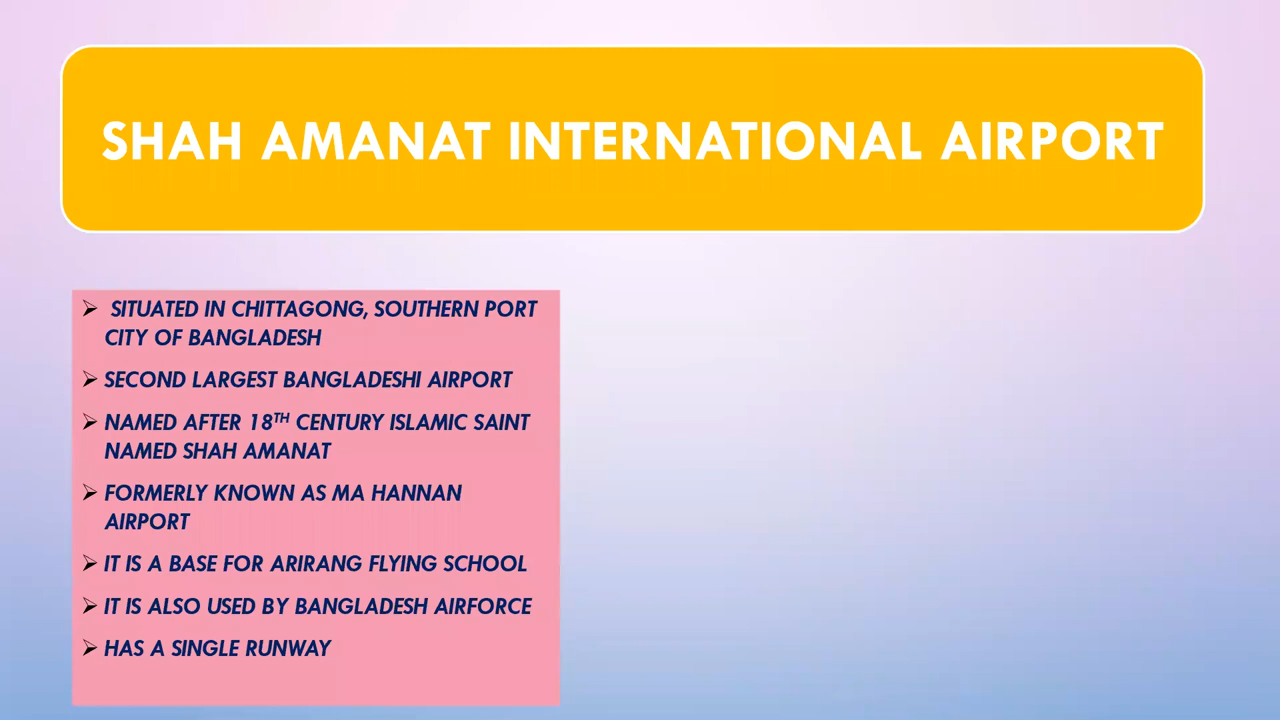 SHAH AMANAT INTERNATIONAL AIRPORT
SITUATED IN CHITTAGONG, SOUTHERN PORT
CITY OF BANGLADESH
SECOND LARGEST BANGLADESHI AIRPORT
NAMED AFTER 18TH CENTURY ISLAMIC SAINT
NAMED SHAH AMANAT
FORMERLY KNOWN AS MA HANNAN
AIRPORT
IT IS A BASE FOR ARIRANG FLYING SCHOOL
IT IS ALSO USED BY BANGLADESH AIRFORCE
HAS A SINGLE RUNWAY